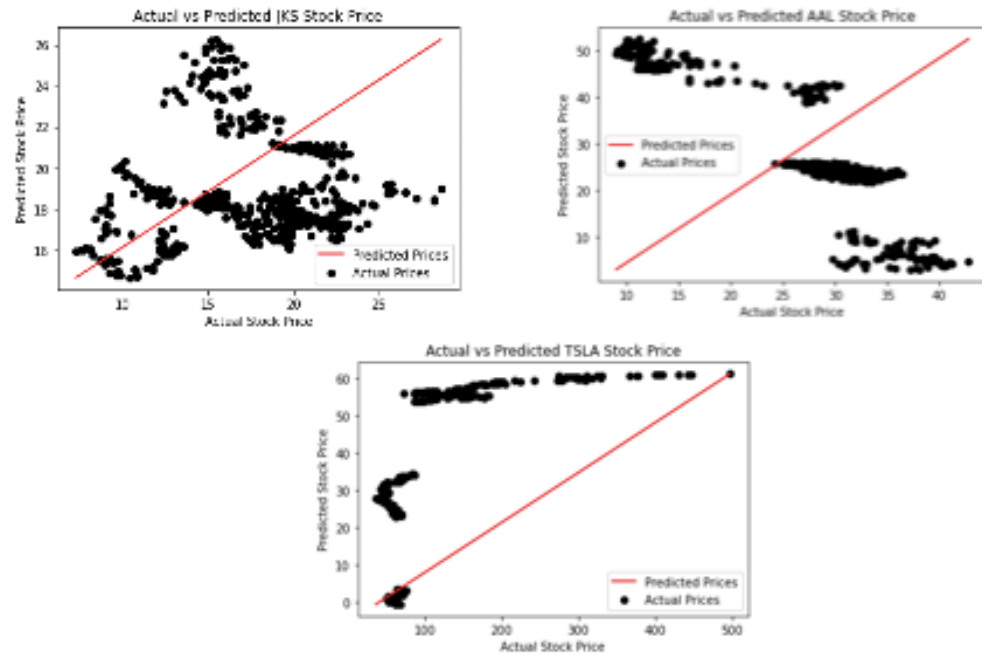 Actual vs Predicted JKS Stock Price
26
24
22
20
18
16
Predicted Stock Price
10
15
20
25
Actual Stock Price
Predicted Prices
Actual Prices
Actual vs Predicted AAL Stock Price
50
40
30
20
10
Predicted Stock Price
Predicted Prices
Actual Prices
10
15
20
25
30
35
40
Actual Stock Price
Actual vs Predicted TSLA Stock Price
60
50
40
30
20
10
0
Predicted Stock Price
Predicted Prices
Actual Prices
100
200
300
400
500
Actual Stock Price